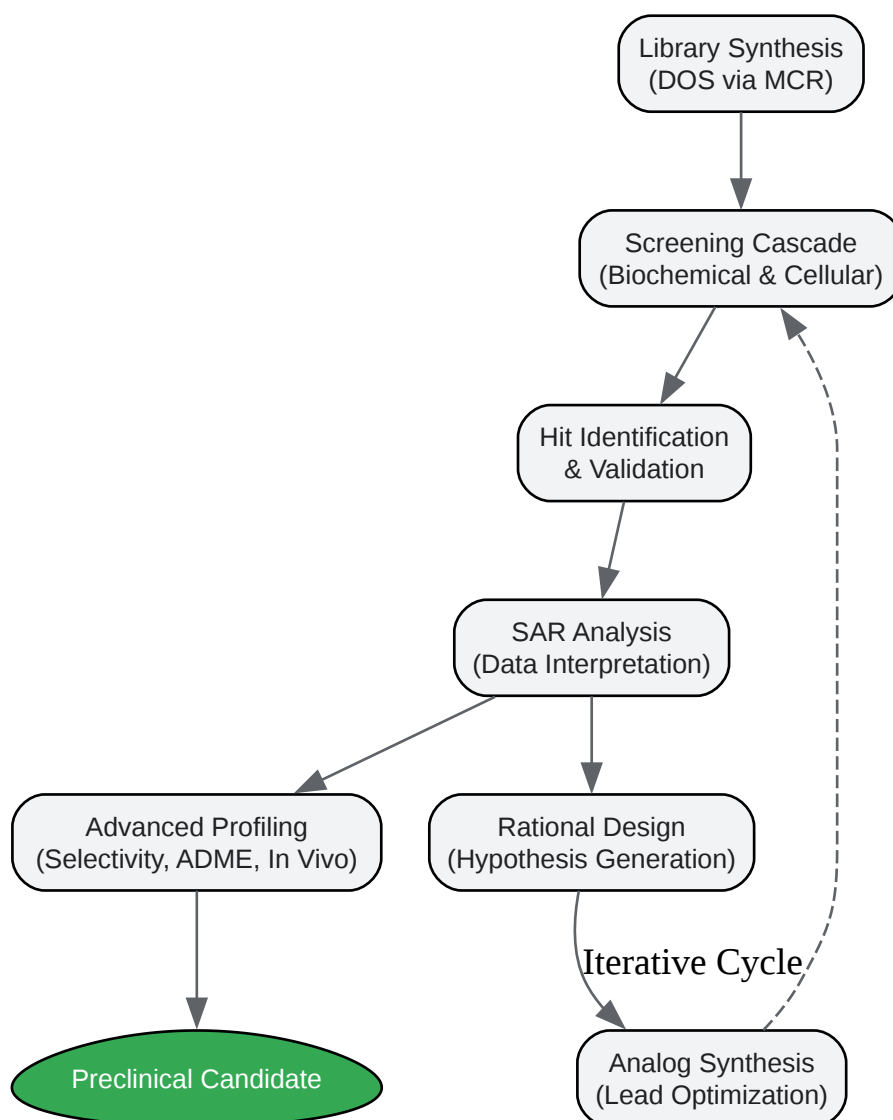 Library Synthesis
(DOS via MCR)
Screening Cascade
(Biochemical & Cellular)
Hit Identification
& Validation
SAR Analysis
(Data Interpretation)
Advanced Profiling
(Selectivity, ADME, In Vivo)
Rational Design
(Hypothesis Generation)
Iterative Cycle
Preclinical Candidate
Analog Synthesis
(Lead Optimization)